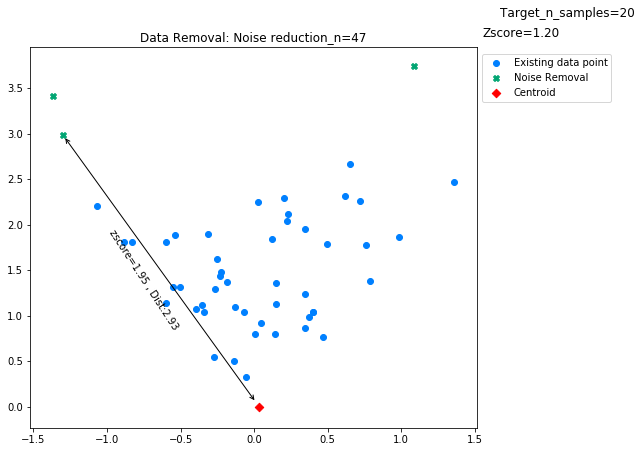 Target_n_samples=20
Zscore=1.20
Data Removal: Noise reduction_n=47
Existing data point
Noise Removal
Centroid
zscore=1.95 , Dist:2.93
3.5
3.0
2.5
2.0
1.5
1.0
0.5
0.0
−1.5 −1.0 −0.5 0.0 0.5 1.0 1.5